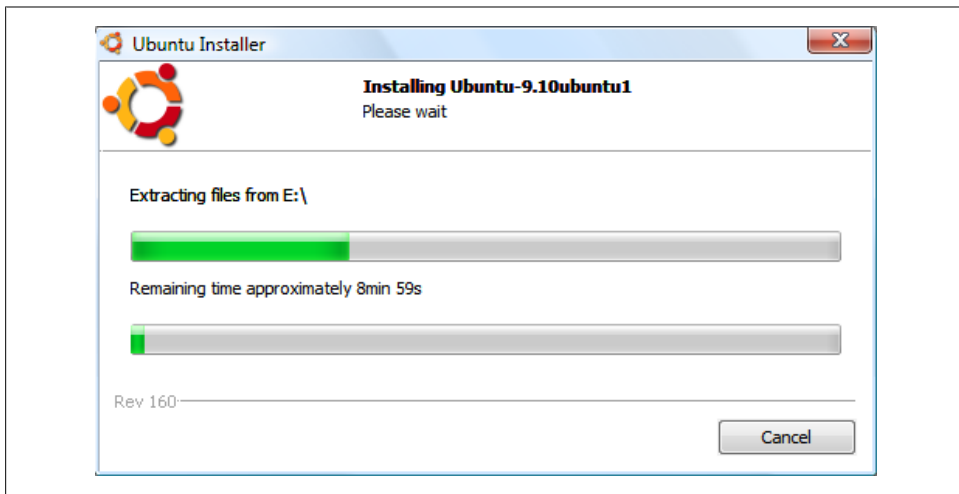 Ubuntu Installer
Installing Ubuntu-9.10ubuntu1
Please wait
Extracting files from E:\
Remaining time approximately 8min 59s
Rev 160
Cancel